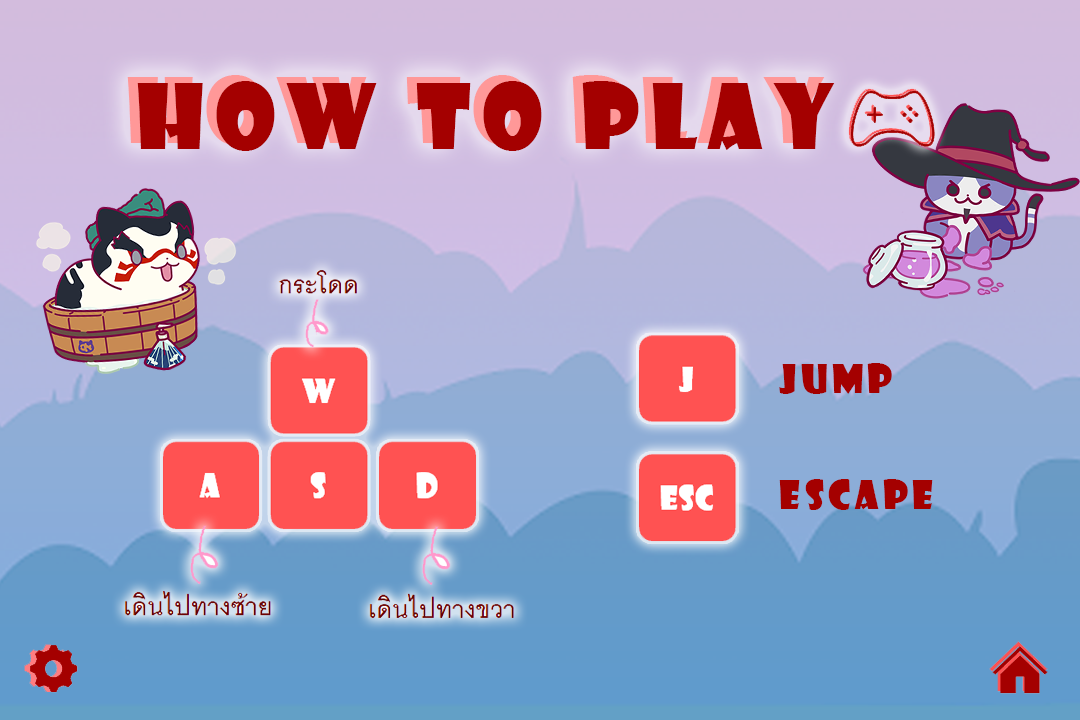 HOW TO PLAY
กระโดด
W
A S D
เดินไปทางซ้าย
เดินไปทางขวา
J JUMP
ESC ESCAPE